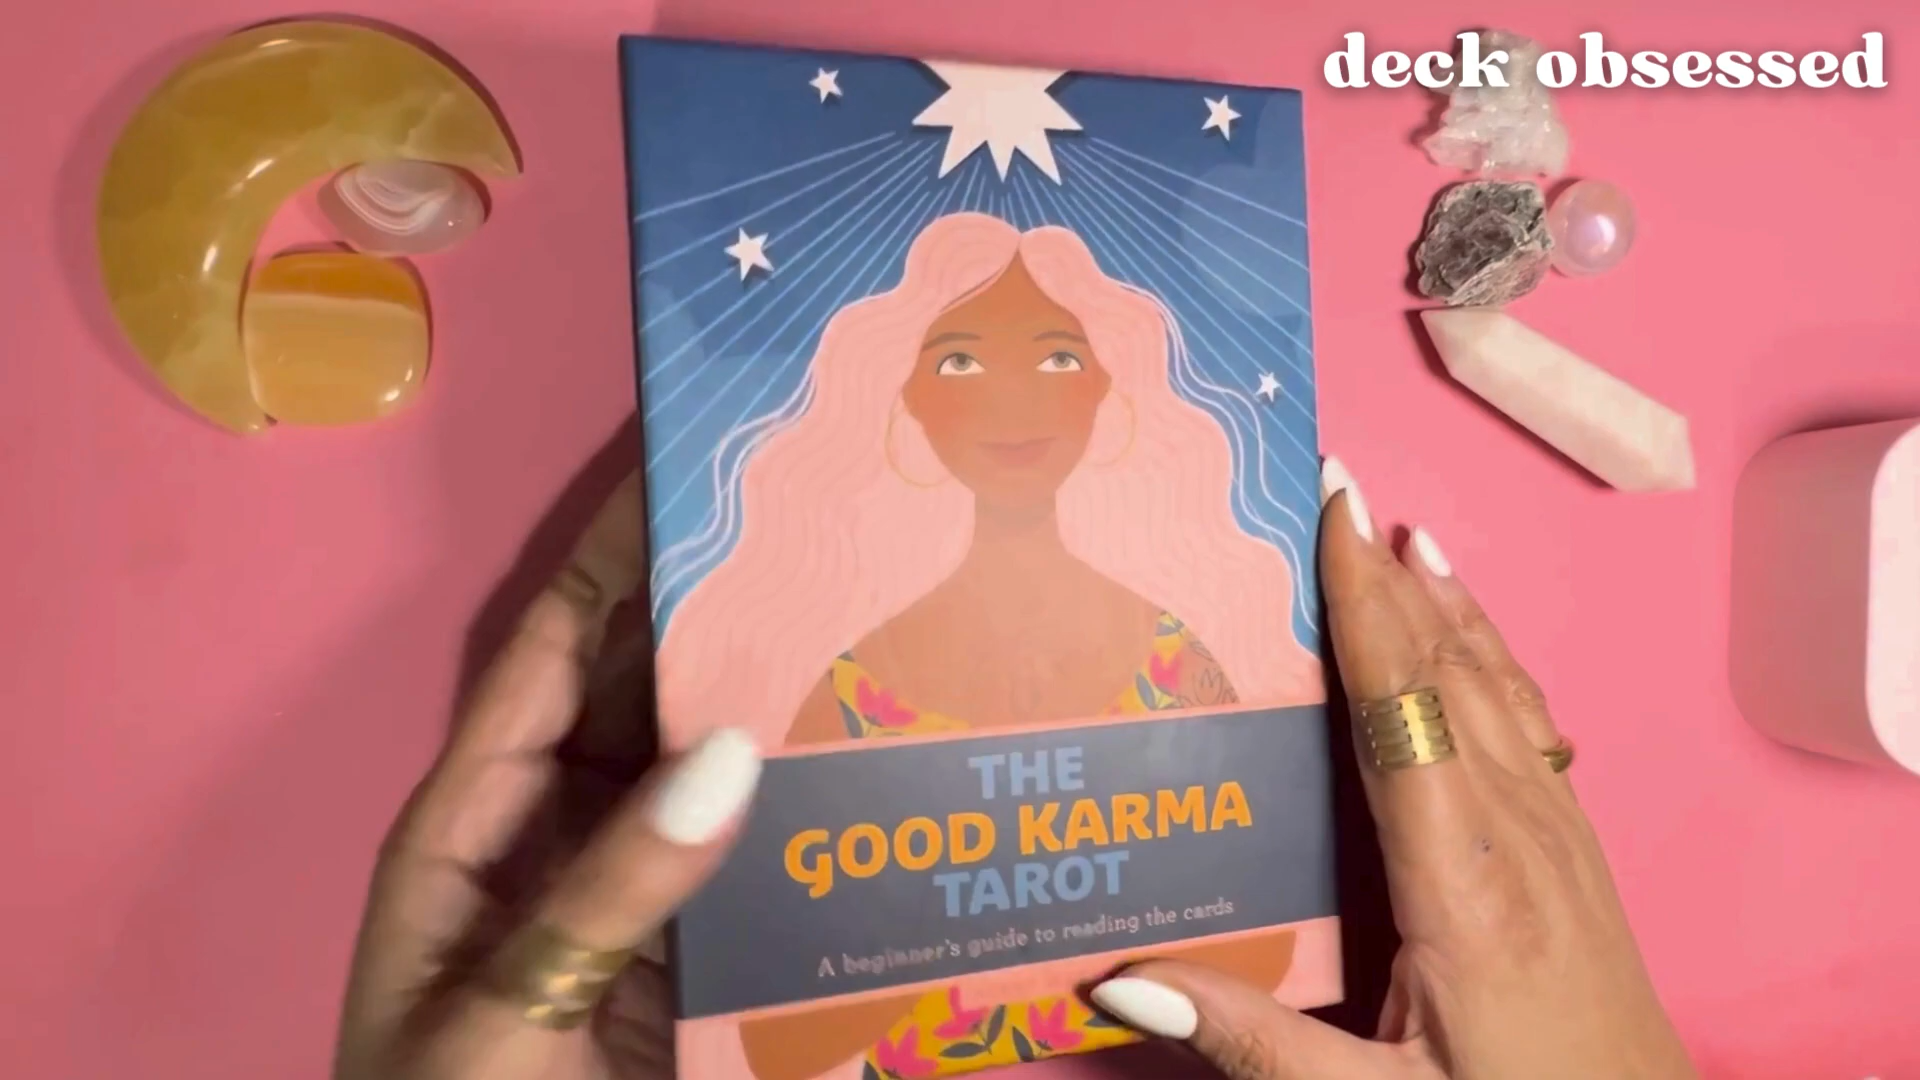 deck obsessed
THE
GOOD KARMA
TAROT
A beginner's guide to reading the cards